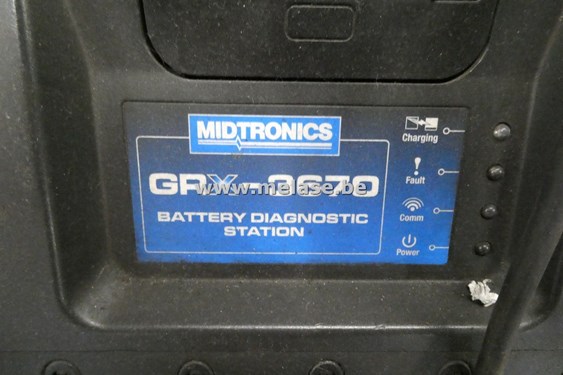 MIDTRONICS
GRX-3670
www.melase.be
BATTERY DIAGNOSTIC
STATION
Charging
Fault
Comm
Power